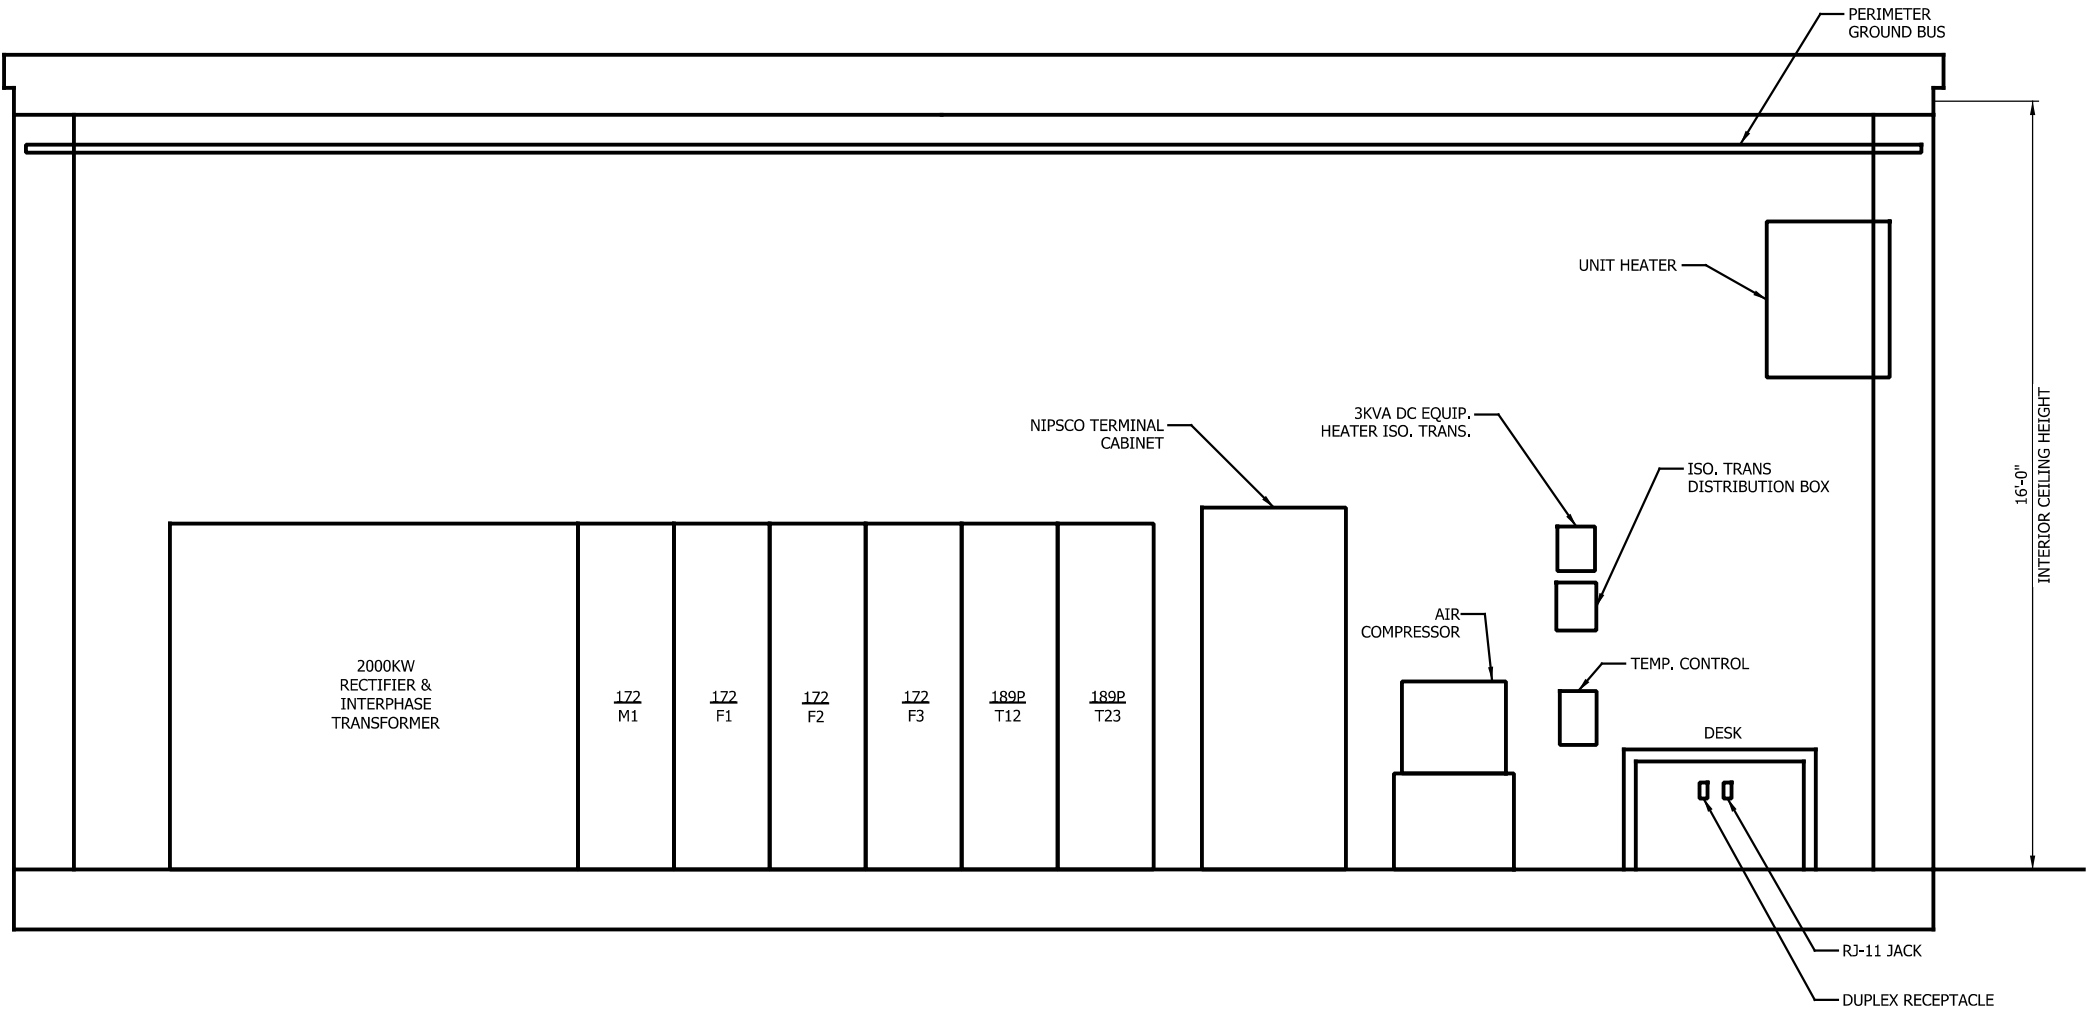 PERIMETER
GROUND BUS
UNIT HEATER
3KVA DC EQUIP.
HEATER ISO. TRANS.
NIPSCO TERMINAL
CABINET
ISO. TRANS
DISTRIBUTION BOX
16'-0"
INTERIOR CEILING HEIGHT
AIR
COMPRESSOR
TEMP. CONTROL
2000KW
RECTIFIER &
INTERPHASE
TRANSFORMER
172
M1
172
F1
172
F2
172
F3
189P
T12
189P
T23
DESK
RJ-11 JACK
DUPLEX RECEPTACLE